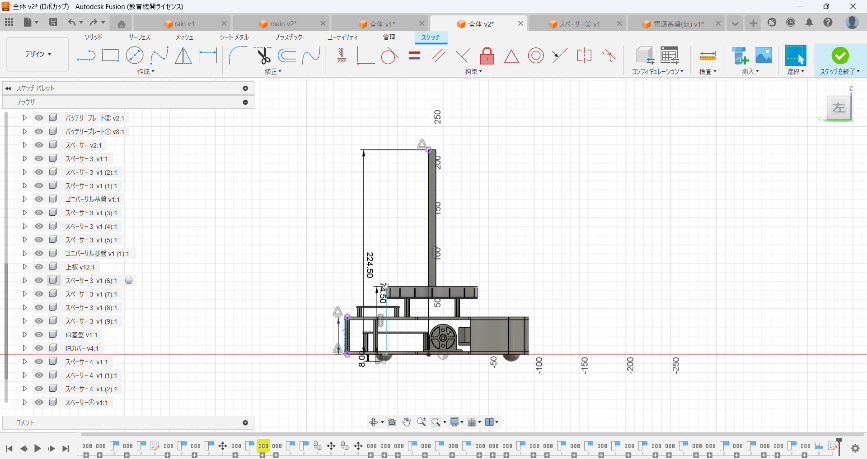 全体 v2* (ロボカップ) - Autodesk Fusion (教育機関ライセンス)
rain v1 main v2* 全体 v1* 全体 v2* スペーサー② v1 電源基盤(仮) v1*
ソリッド サーフェス メッシュ シート メタル プラスチック ユーティリティ 管理 スケッチ
デザイン
作成 修正 拘束 コンフィギュレーション 検査 挿入 選択 スケッチを終了
スケッチ パレット
ブラウザ
バッテリープレート② v2:1
バッテリープレート① v8:1
スペーサー v2:1
スペーサー３ v1:1
スペーサー３ v1 (2):1
スペーサー３ v1 (1):1
ユニバーサル基盤 v1:1
スペーサー３ v1 (3):1
スペーサー３ v1 (4):1
スペーサー３ v1 (5):1
ユニバーサル基盤 v1 (1):1
上板 v12:1
スペーサー３ v1 (6):1
スペーサー３ v1 (7):1
スペーサー３ v1 (8):1
スペーサー３ v1 (9):1
v1:1
IRカバー v4:1
スペーサー４ v1:1
スペーサー４ v1 (1):1
スペーサー４ v1 (2):1
スペーサー② v1:1
コメント
250
200
150
100
50
224.50
74.50
-50
-100
-150
-200
-250
左
Z